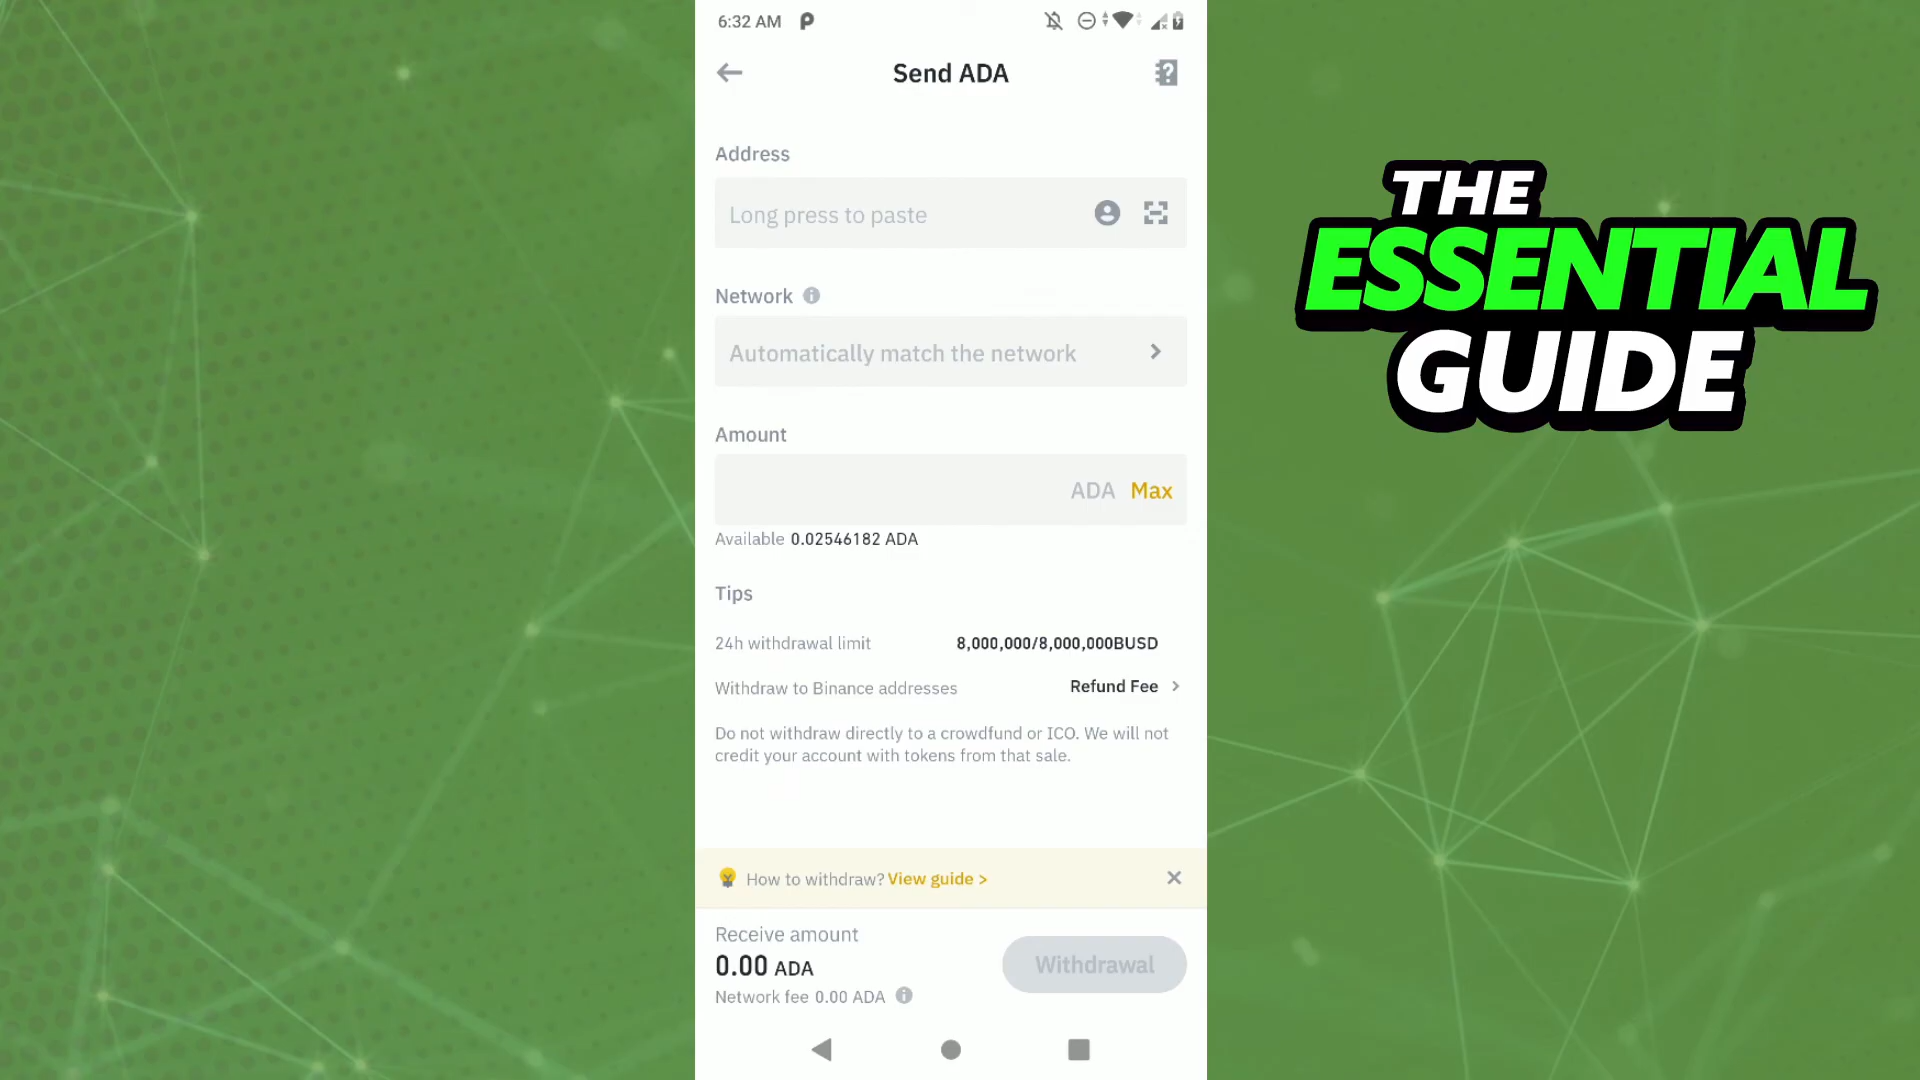 6:32 AM
Send ADA
Address
Long press to paste
Network
Automatically match the network
Amount
ADA Max
Available 0.02546182 ADA
Tips
24h withdrawal limit 8,000,000/8,000,000BUSD
Withdraw to Binance addresses Refund Fee
Do not withdraw directly to a crowdfund or ICO. We will not
credit your account with tokens from that sale.
How to withdraw? View guide >
Receive amount
0.00 ADA
Withdrawal
Network fee 0.00 ADA
THE
ESSENTIAL
GUIDE